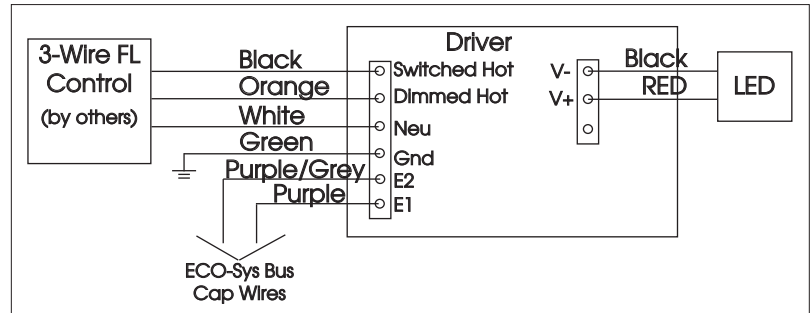 3-Wire FL
Control
(by others)
Black
Orange
White
Green
Purple/Grey
Purple
ECO-Sys Bus
Cap Wires
Driver
Switched Hot
Dimmed Hot
Neu
Gnd
E2
E1
V-
V+
Black
RED
LED